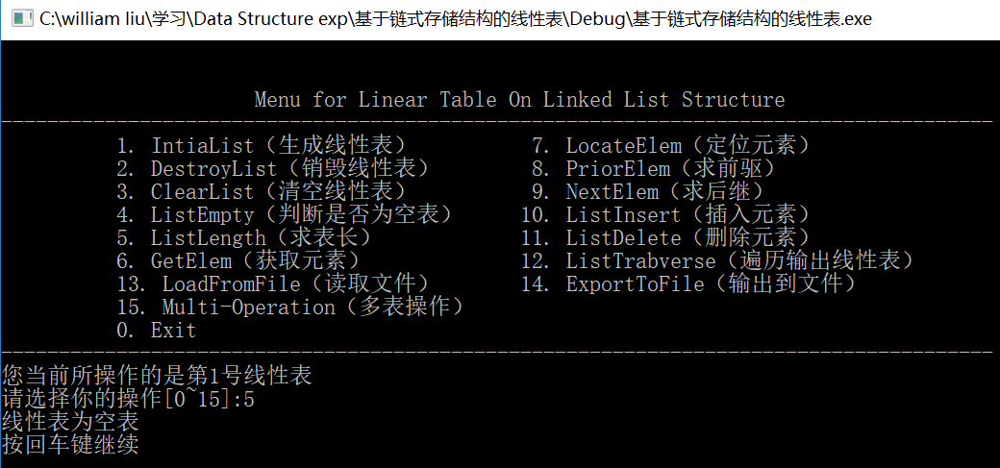 C:\william liu\学习\Data Structure exp\基于链式存储结构的线性表\Debug\基于链式存储结构的线性表.exe
Menu for Linear Table On Linked List Structure
1. IntiaList（生成线性表） 7. LocateElem（定位元素）
2. DestroyList（销毁线性表） 8. PriorElem（求前驱）
3. ClearList（清空线性表） 9. NextElem（求后继）
4. ListEmpty（判断是否为空表） 10. ListInsert（插入元素）
5. ListLength（求表长） 11. ListDelete（删除元素）
6. GetElem（获取元素） 12. ListTrabverse（遍历输出线性表）
13. LoadFromFile（读取文件） 14. ExportToFile（输出到文件）
15. Multi-Operation（多表操作）
0. Exit
您当前所操作的是第1号线性表
请选择你的操作[0~15]:5
线性表为空表
按回车键继续